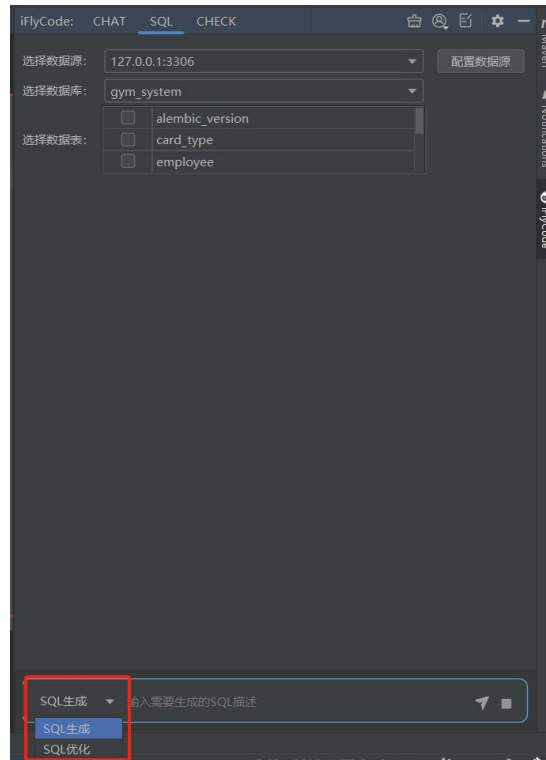 iFlyCode: CHAT SQL CHECK
选择数据源: 127.0.0.1:3306 配置数据源
选择数据库: gym_system
选择数据表:
alembic_version
card_type
employee
Maven
Notifications
iFlyCode
SQL生成 输入需要生成的SQL描述
SQL生成
SQL优化